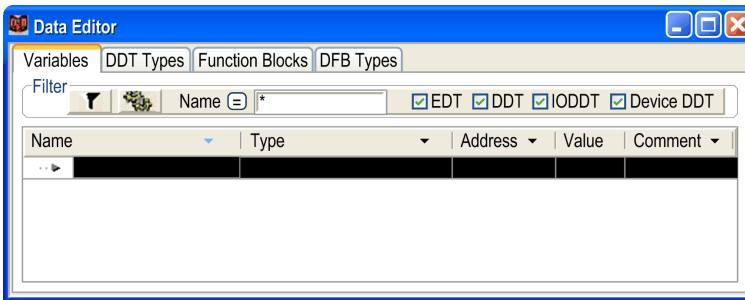 Data Editor
Variables DDT Types Function Blocks DFB Types
Filter
Name = * EDT DDT IODDT Device DDT
Name Type Address Value Comment